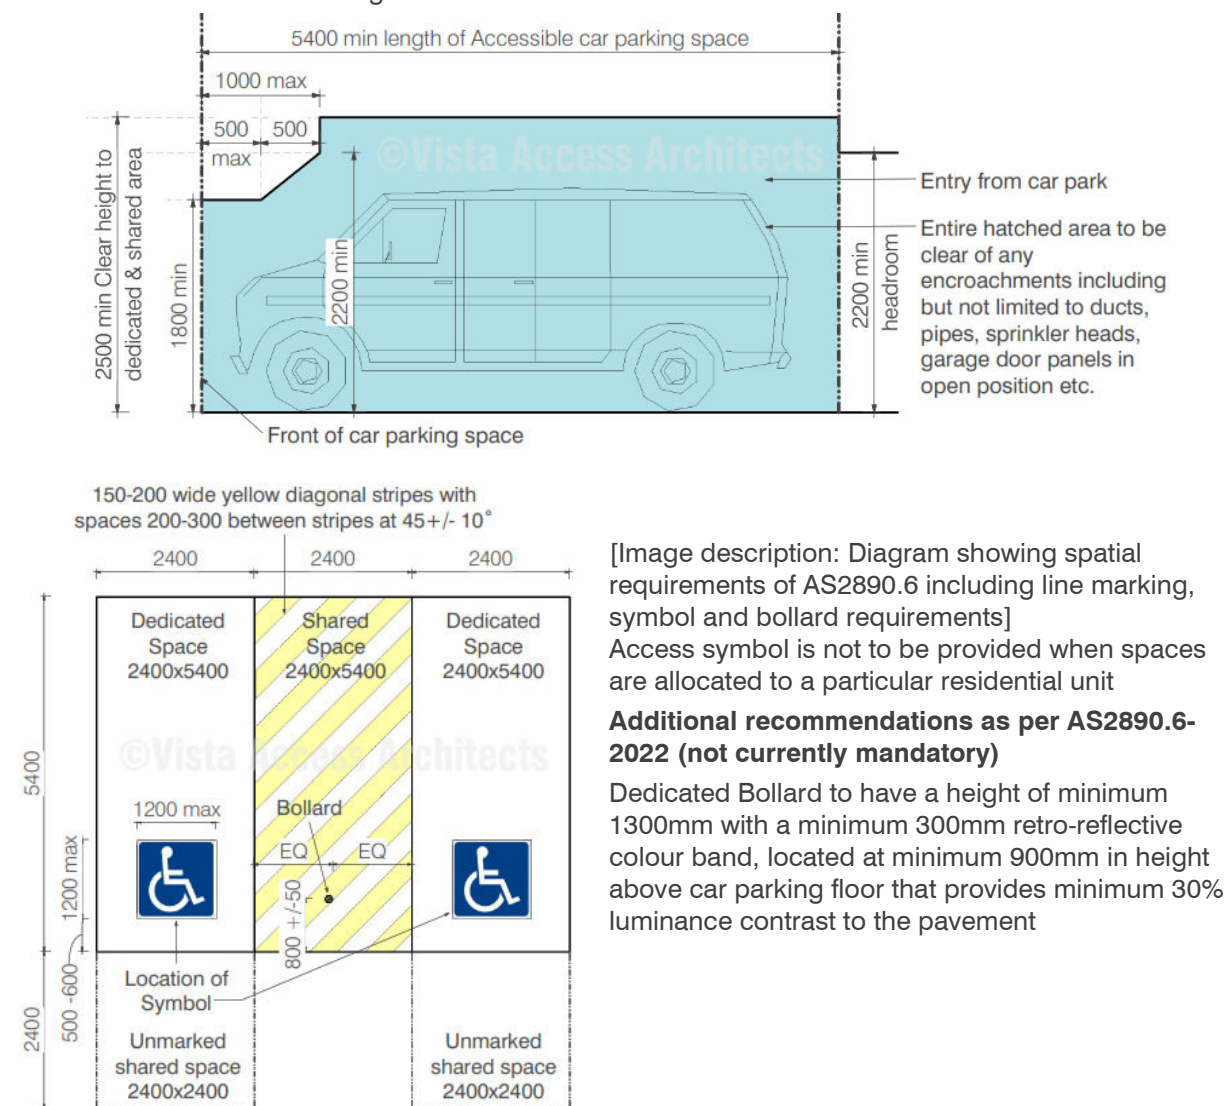 5400 min length of Accessible car parking space
1000 max
500 500
max
©Vista Access Architects
2500 min Clear height to
dedicated & shared area
1800 min
2200 min
2200 min
headroom
Entry from car park
Entire hatched area to be
clear of any
encroachments including
but not limited to ducts,
pipes, sprinkler heads,
garage door panels in
open position etc.
Front of car parking space
150-200 wide yellow diagonal stripes with
spaces 200-300 between stripes at 45+/- 10˚
2400 2400 2400
Dedicated
Space
2400x5400
Shared
Space
2400x5400
Dedicated
Space
2400x5400
©Vista Access Architects
5400
1200 max
Bollard
EQ EQ
1200 max
800 +/-50
500 -600
Location of
Symbol
2400
Unmarked
shared space
2400x2400
Unmarked
shared space
2400x2400
[Image description: Diagram showing spatial
requirements of AS2890.6 including line marking,
symbol and bollard requirements]
Access symbol is not to be provided when spaces
are allocated to a particular residential unit
Additional recommendations as per AS2890.6-
2022 (not currently mandatory)
Dedicated Bollard to have a height of minimum
1300mm with a minimum 300mm retro-reflective
colour band, located at minimum 900mm in height
above car parking floor that provides minimum 30%
luminance contrast to the pavement